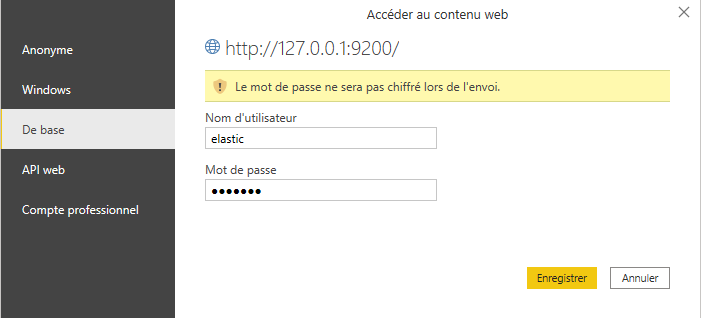 Accéder au contenu web
Anonyme
Windows
De base
API web
Compte professionnel
http://127.0.0.1:9200/
Le mot de passe ne sera pas chiffré lors de l'envoi.
Nom d'utilisateur
elastic
Mot de passe
●●●●●●●
Enregistrer
Annuler